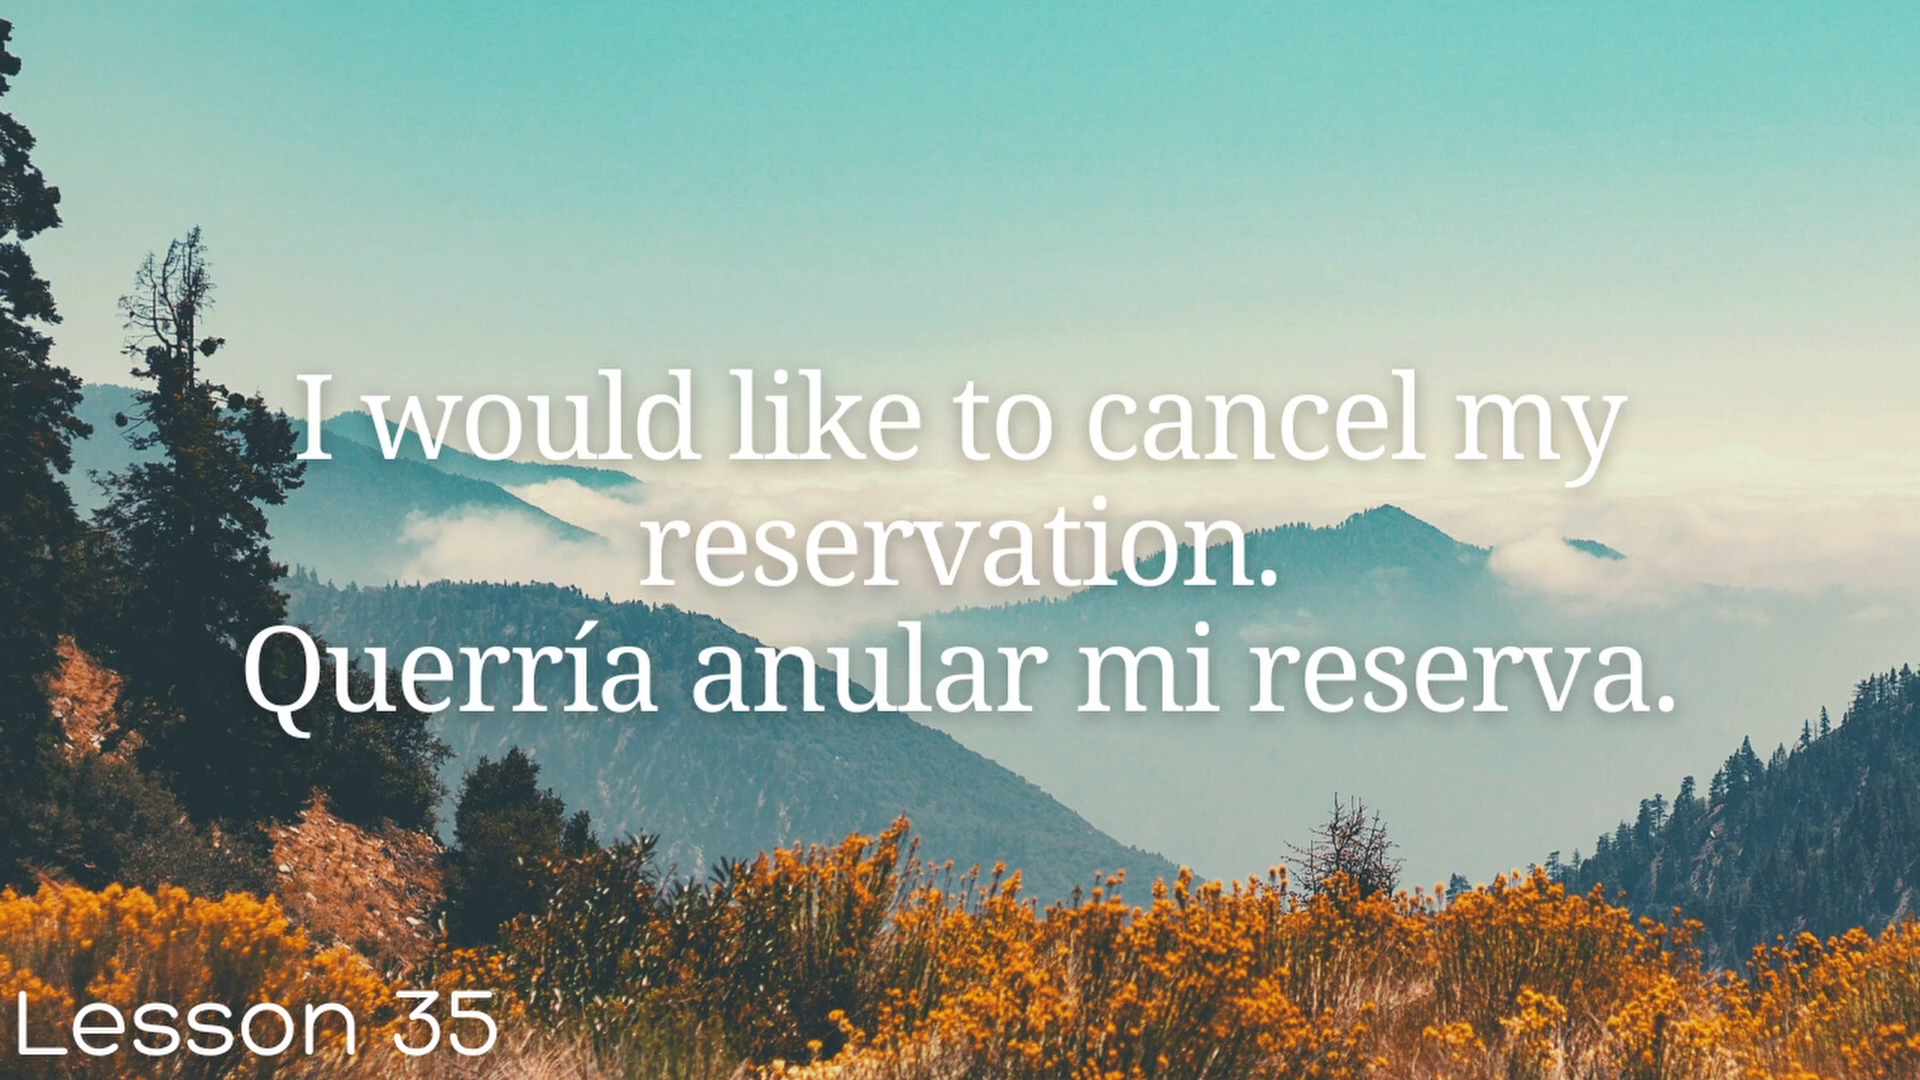 I would like to cancel my
reservation.
Querría anular mi reserva.
Lesson 35